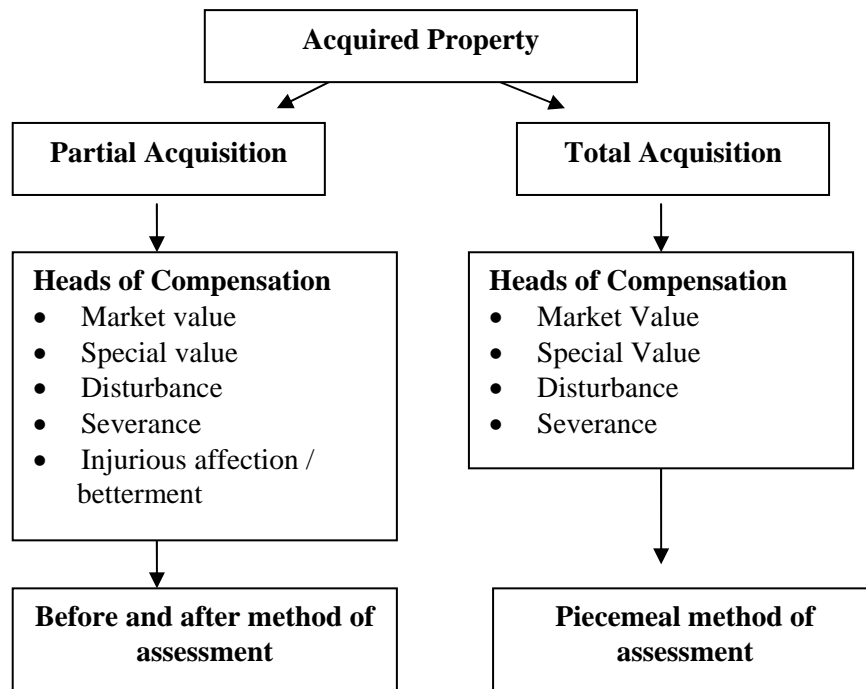 Acquired Property
Partial Acquisition
Total Acquisition
Heads of Compensation
• Market value
• Special value
• Disturbance
• Severance
• Injurious affection /
betterment
Heads of Compensation
• Market Value
• Special Value
• Disturbance
• Severance
Before and after method of
assessment
Piecemeal method of
assessment